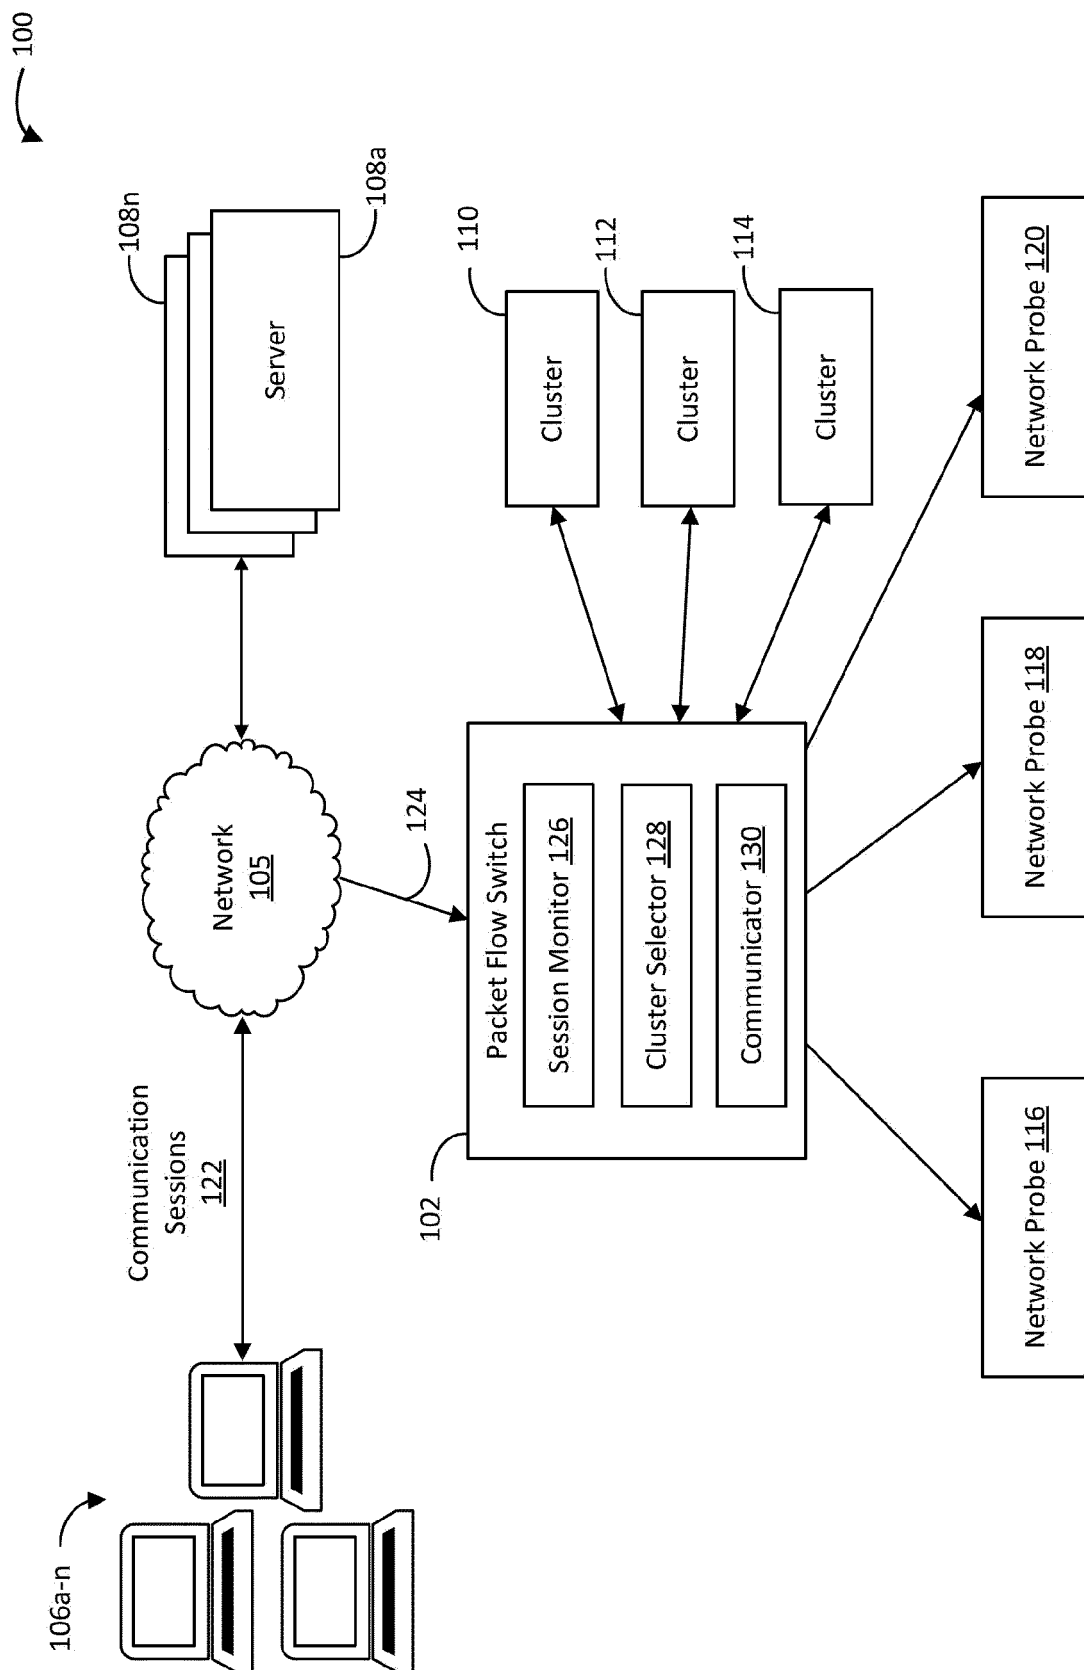 100
106a-n
Communication
Sessions
122
Network
105
108n
108a
Server
124
102
Packet Flow Switch
Session Monitor 126
Cluster Selector 128
Communicator 130
110
Cluster
112
Cluster
114
Cluster
Network Probe 116
Network Probe 118
Network Probe 120